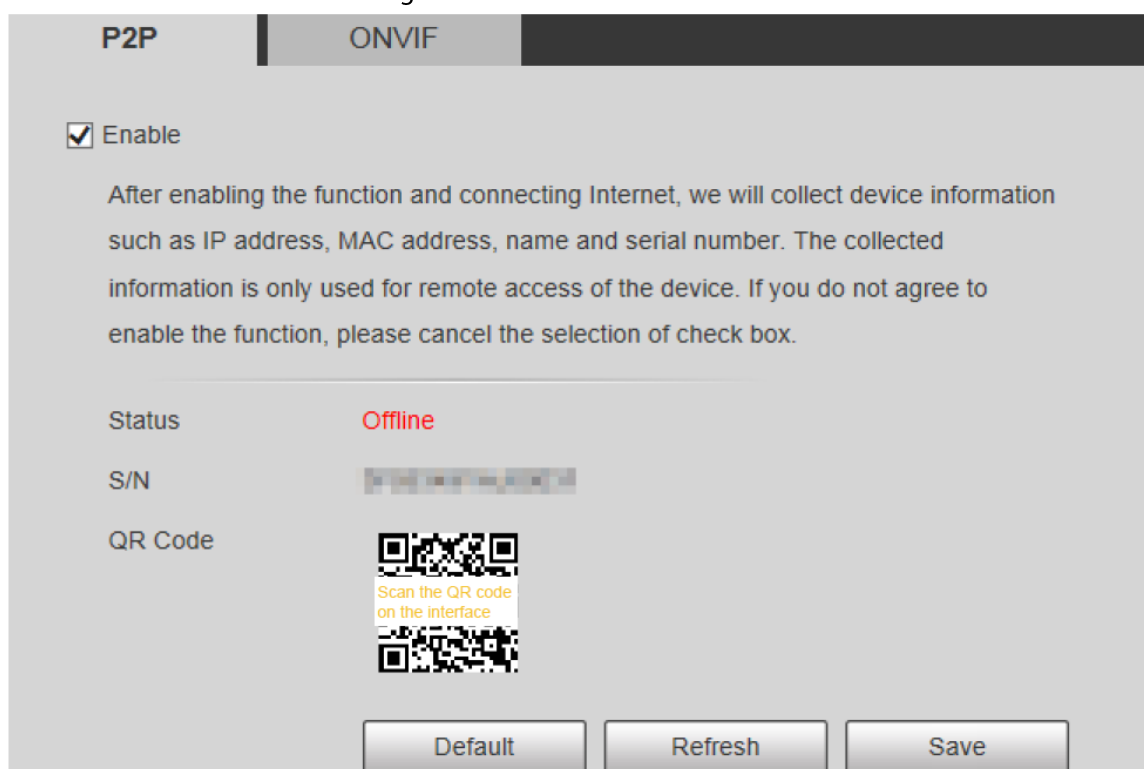 P2P ONVIF
Enable
After enabling the function and connecting Internet, we will collect device information
such as IP address, MAC address, name and serial number. The collected
information is only used for remote access of the device. If you do not agree to
enable the function, please cancel the selection of check box.
Status Offline
S/N
QR Code
Scan the QR code
on the interface
Default Refresh Save